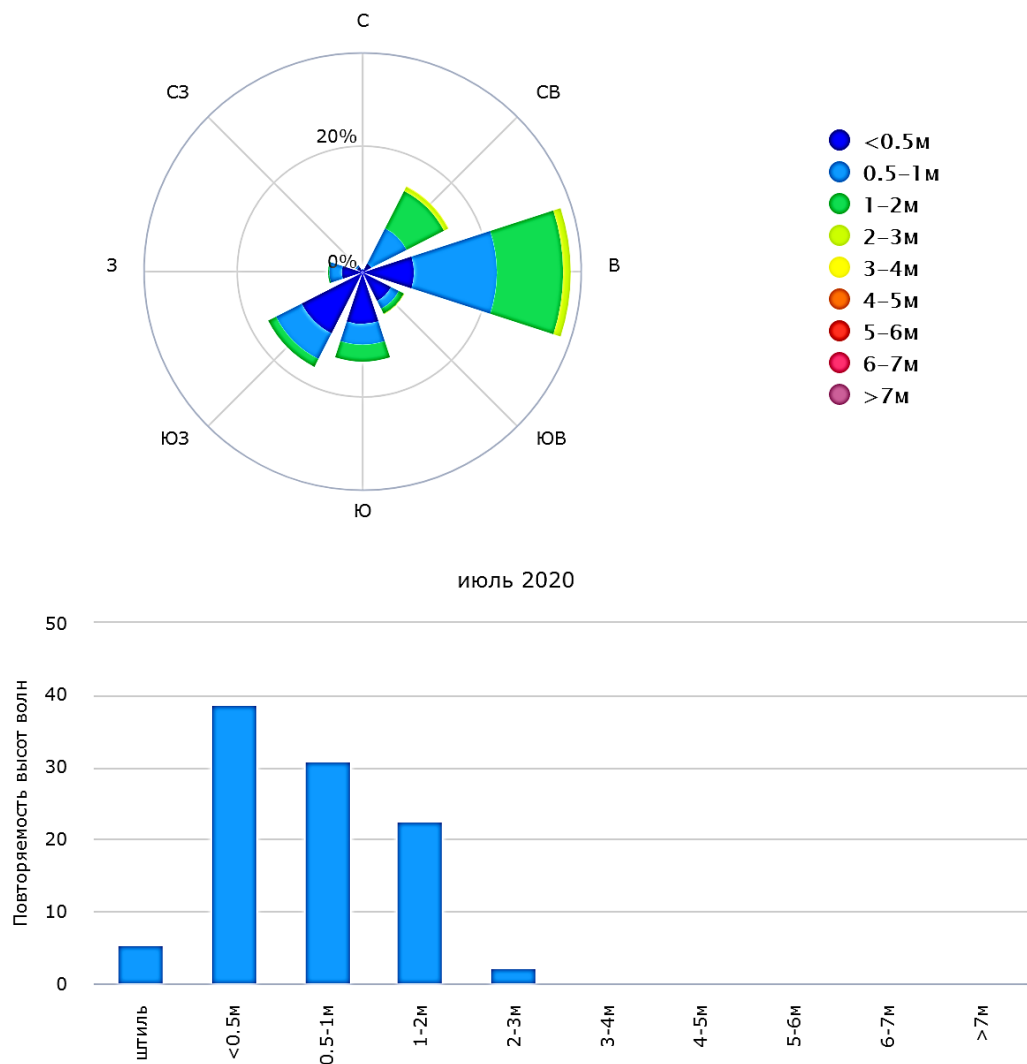 С
СЗ
СВ
20%
0%
З
В
ЮЗ
ЮВ
Ю
<0.5м
0.5–1м
1–2м
2–3м
3–4м
4–5м
5–6м
6–7м
>7м
июль 2020
Повторяемость высот волн
50
40
30
20
10
0
штиль
<0.5м
0.5-1м
1-2м
2-3м
3-4м
4-5м
5-6м
6-7м
>7м